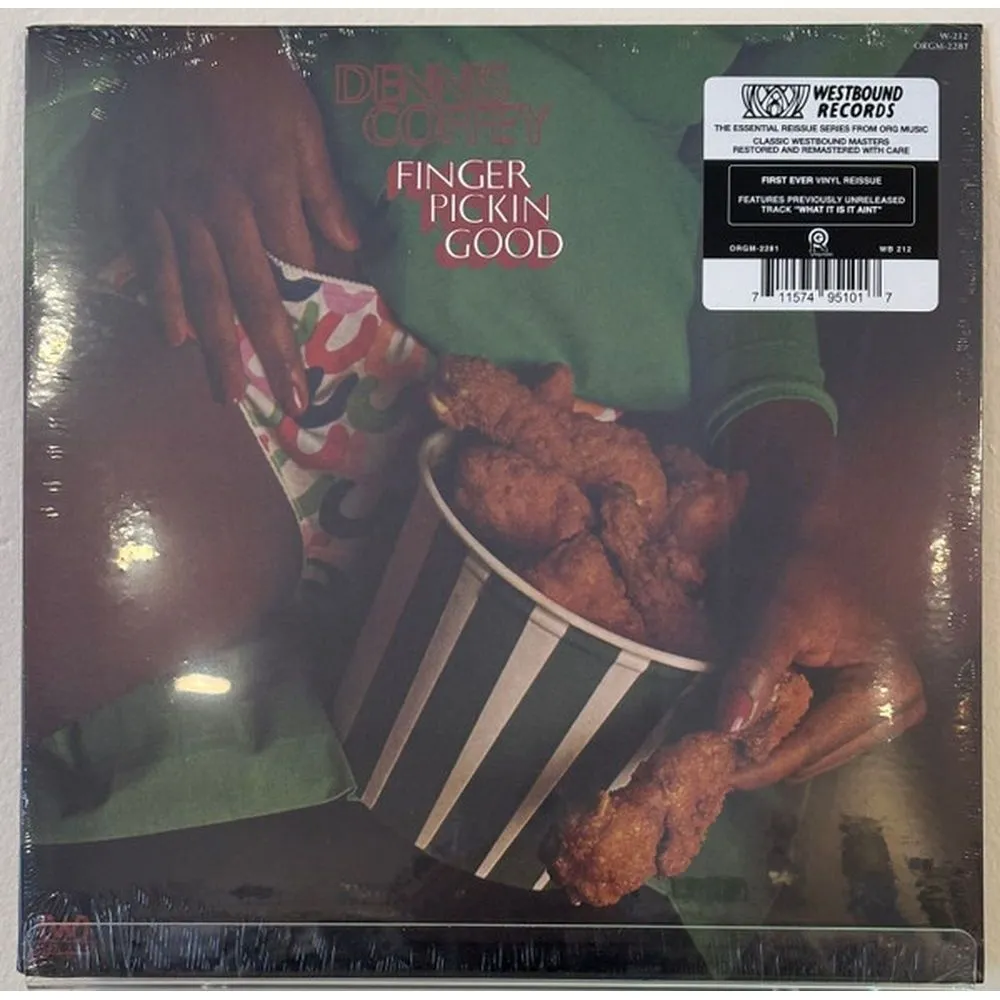 W-212
ORGM-2281
DENNIS
COFFEY
FINGER
PICKIN
GOOD
WESTBOUND
RECORDS
THE ESSENTIAL REISSUE SERIES FROM ORG MUSIC
CLASSIC WESTBOUND MASTERS
RESTORED AND REMASTERED WITH CARE
FIRST EVER VINYL REISSUE
FEATURES PREVIOUSLY UNRELEASED
TRACK "WHAT IT IS IT AINT"
ORGM-2281
WB 212
7 11574 95101 7